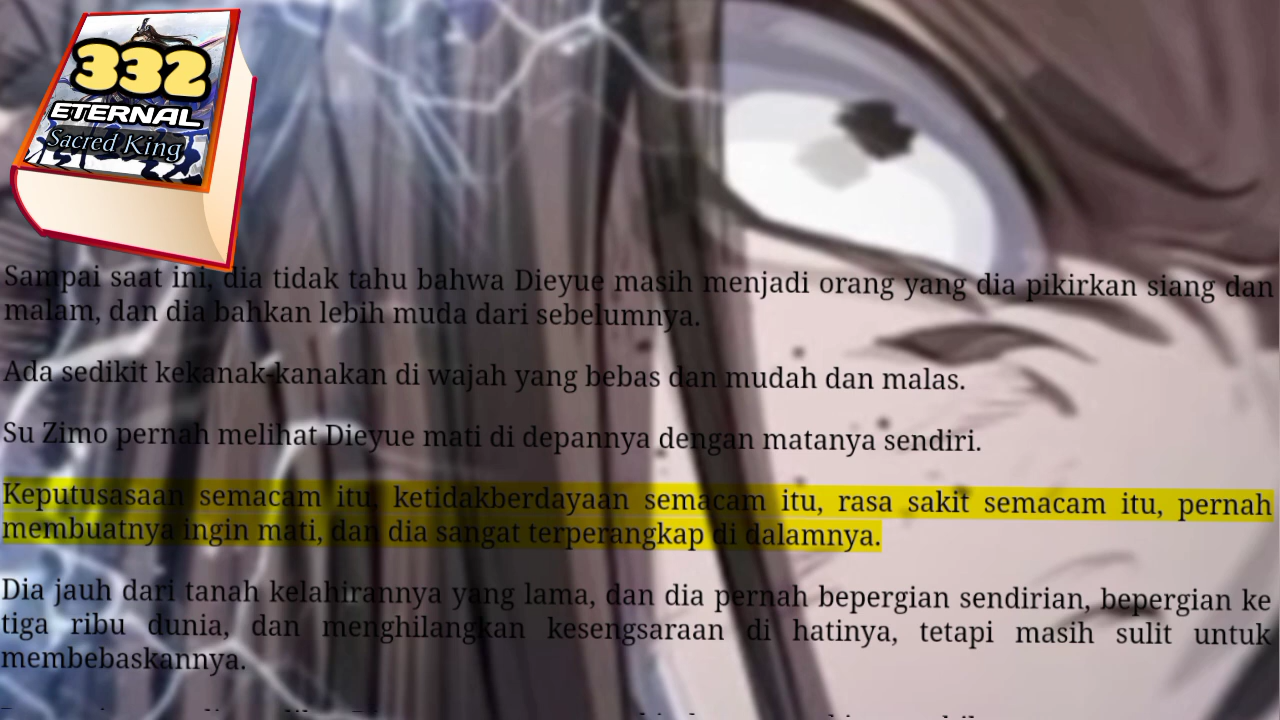 332
ETERNAL
Sacred King
Sampai saat ini, dia tidak tahu bahwa Dieyue masih menjadi orang yang dia pikirkan siang dan
malam, dan dia bahkan lebih muda dari sebelumnya.
Ada sedikit kekanak-kanakan di wajah yang bebas dan mudah dan malas.
Su Zimo pernah melihat Dieyue mati di depannya dengan matanya sendiri.
Keputusasaan semacam itu, ketidakberdayaan semacam itu, rasa sakit semacam itu, pernah
membuatnya ingin mati, dan dia sangat terperangkap di dalamnya.
Dia jauh dari tanah kelahirannya yang lama, dan dia pernah bepergian sendirian, bepergian ke
tiga ribu dunia, dan menghilangkan kesengsaraan di hatinya, tetapi masih sulit untuk
membebaskannya.